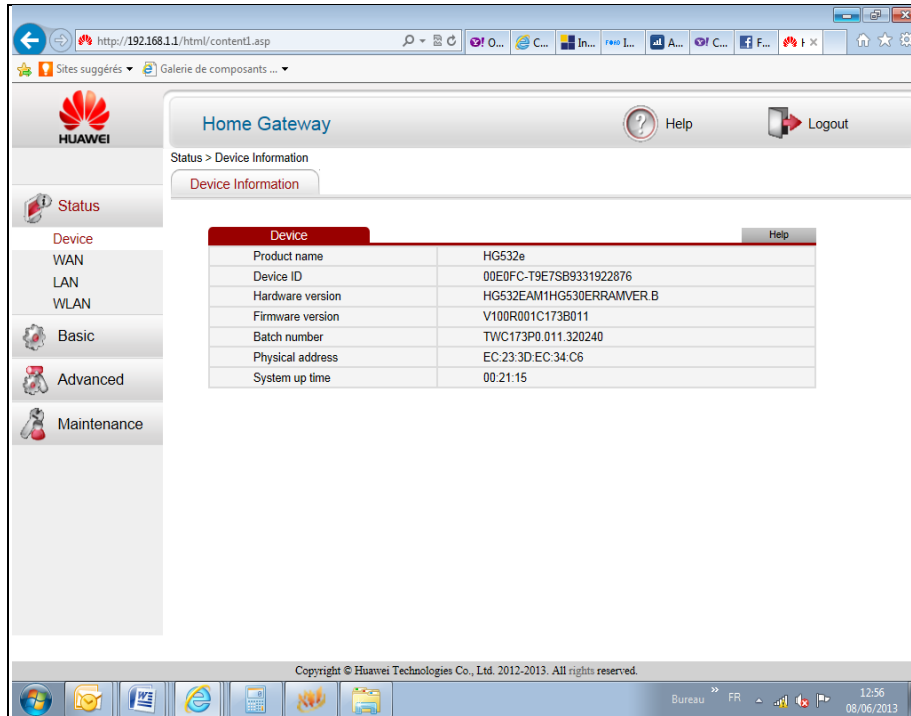 http://192.168.1.1/html/content1.asp
O...
C...
In...
I...
A...
C...
F...
Sites suggérés
Galerie de composants ...
HUAWEI
Home Gateway
Help
Logout
Status > Device Information
Device Information
Status
Device
WAN
LAN
WLAN
Basic
Advanced
Maintenance
Device
Help
Product name HG532e
Device ID 00E0FC-T9E7SB9331922876
Hardware version HG532EAM1HG530ERRAMVER.B
Firmware version V100R001C173B011
Batch number TWC173P0.011.320240
Physical address EC:23:3D:EC:34:C6
System up time 00:21:15
Copyright © Huawei Technologies Co., Ltd. 2012-2013. All rights reserved.
Bureau
FR
12:56
08/06/2013